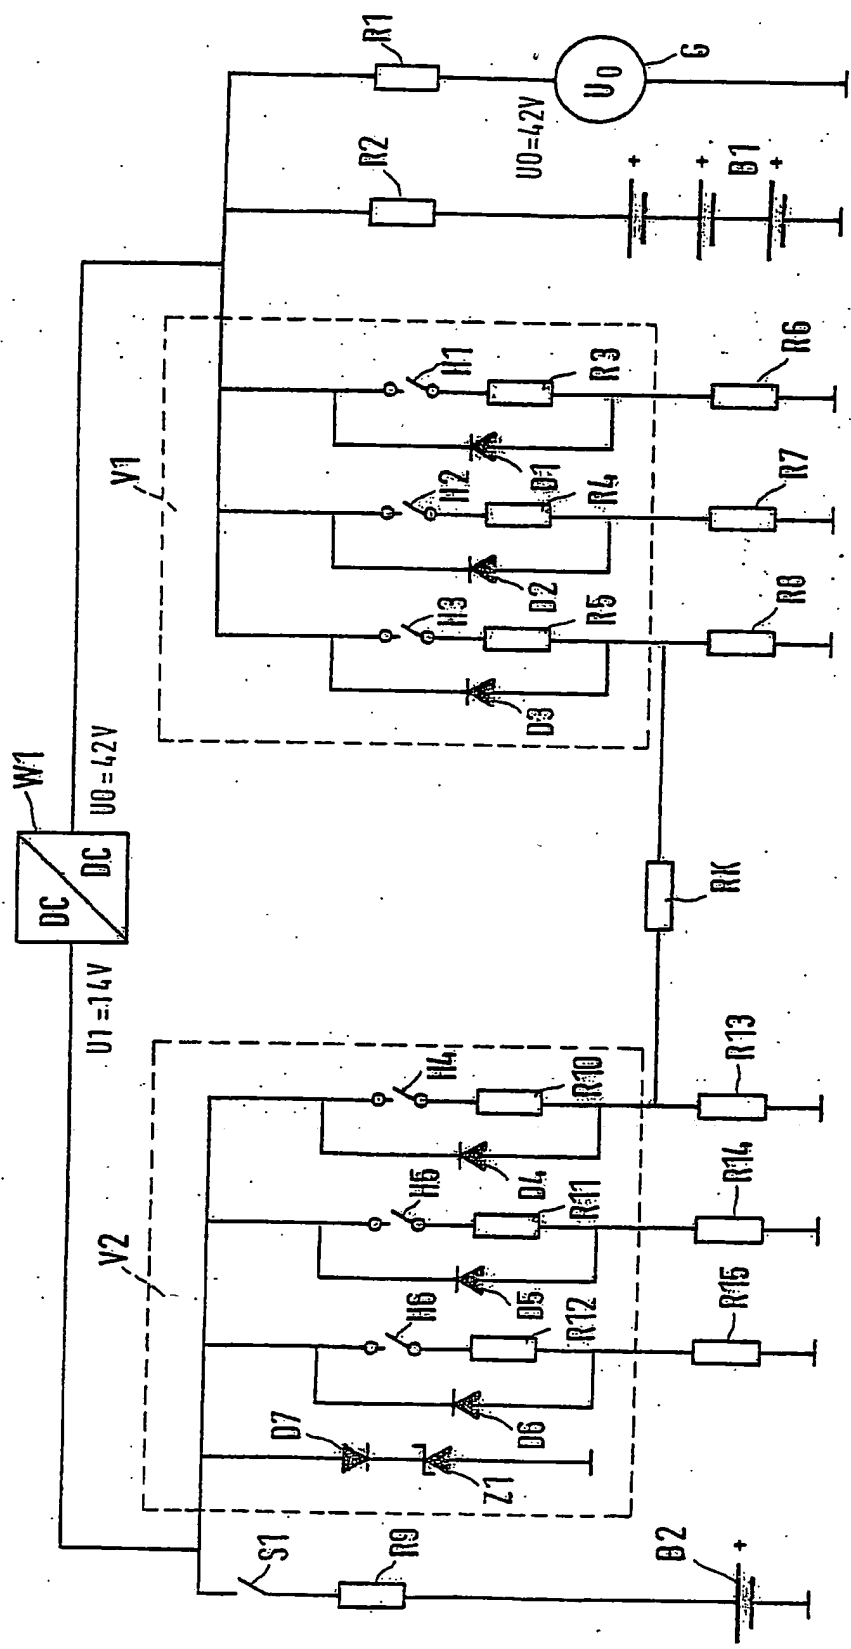 W1
DC
DC
U1=14V
U0=42V
V2
V1
S1
R9
B2
+
D7
Z1
H6
R12
D6
R15
H5
R11
D5
R14
H4
R10
D4
R13
RK
H3
R5
D3
R8
H2
R4
D2
R7
H1
R3
D1
R6
R2
+
+
B1
+
R1
U0=42V
U0
G